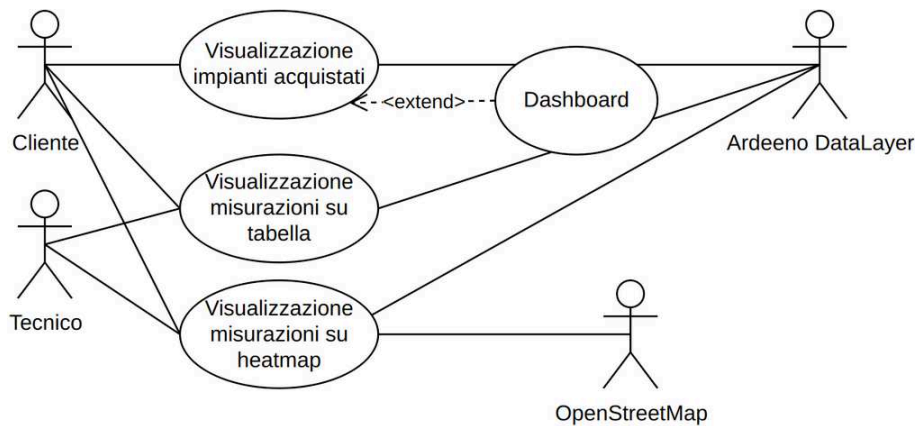 Visualizzazione
impianti acquistati
<extend>
Dashboard
Cliente
Ardeeno DataLayer
Visualizzazione
misurazioni su
tabella
Tecnico
Visualizzazione
misurazioni su
heatmap
OpenStreetMap